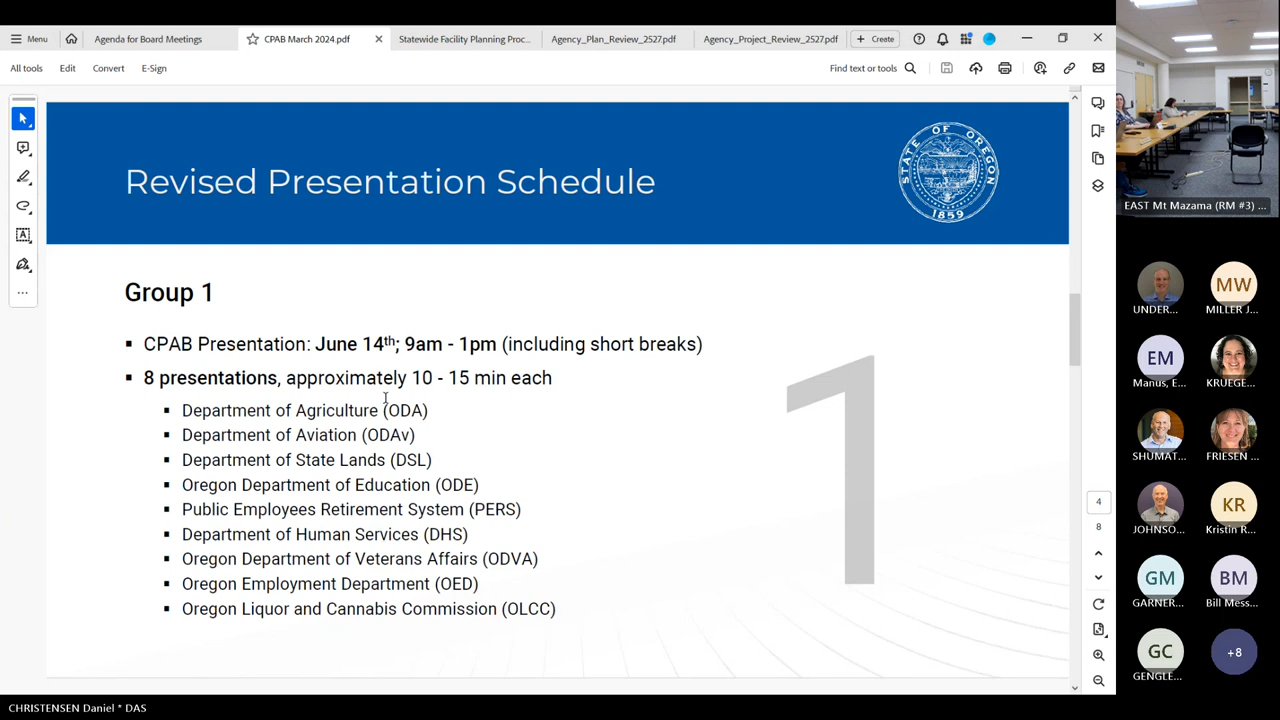 Menu
Agenda for Board Meetings
CPAB March 2024.pdf
Statewide Facility Planning Proc...
Agency_Plan_Review_2527.pdf
Agency_Project_Review_2527.pdf
Create
All tools
Edit
Convert
E-Sign
Find text or tools
Revised Presentation Schedule
STATE OF OREGON
1859
Group 1
▪ CPAB Presentation: June 14th; 9am - 1pm (including short breaks)
▪ 8 presentations, approximately 10 - 15 min each
▪ Department of Agriculture (ODA)
▪ Department of Aviation (ODAv)
▪ Department of State Lands (DSL)
▪ Oregon Department of Education (ODE)
▪ Public Employees Retirement System (PERS)
▪ Department of Human Services (DHS)
▪ Oregon Department of Veterans Affairs (ODVA)
▪ Oregon Employment Department (OED)
▪ Oregon Liquor and Cannabis Commission (OLCC)
1
4
8
EAST Mt Mazama (RM #3) ...
UNDER...
MW
MILLER J...
EM
Manus, E...
KRUEGE...
SHUMAT...
FRIESEN ...
JOHNSO...
KR
Kristin R...
GM
GARNER...
BM
Bill Mess...
GC
GENGLE...
+8
CHRISTENSEN Daniel * DAS